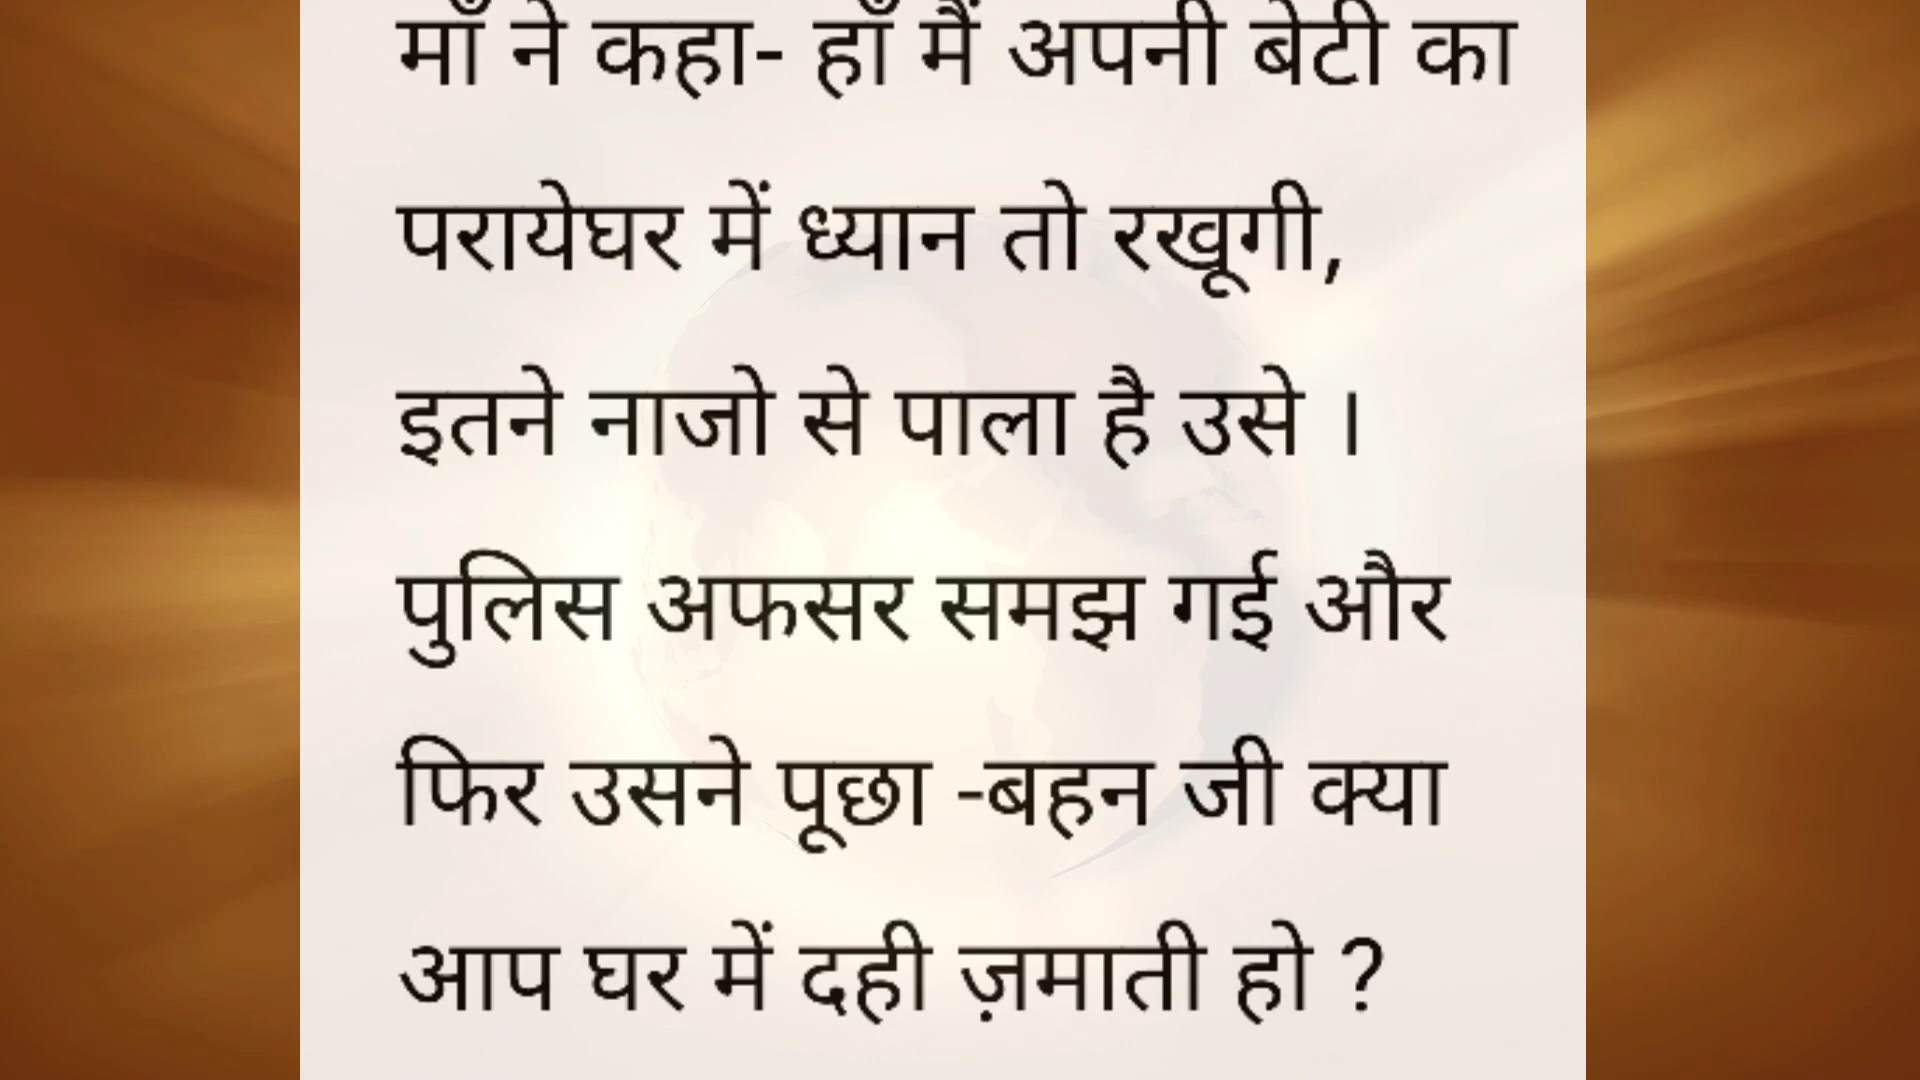 माँ ने कहा- हाँ मैं अपनी बेटी का
परायेघर में ध्यान तो रखूगी,
इतने नाजो से पाला है उसे ।
पुलिस अफसर समझ गई और
फिर उसने पूछा -बहन जी क्या
आप घर में दही ज़माती हो ?